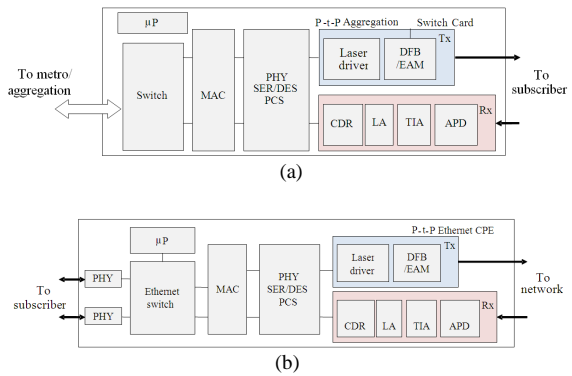 μP
P-t-P Aggregation Switch Card
Tx
Laser driver
DFB /EAM
To metro/ aggregation
Switch
MAC
PHY SER/DES PCS
To subscriber
Rx
CDR
LA
TIA
APD
(a)
P-t-P Ethernet CPE
μP
Tx
Laser driver
DFB /EAM
PHY
To subscriber
Ethernet switch
MAC
PHY SER/DES PCS
To network
PHY
Rx
CDR
LA
TIA
APD
(b)